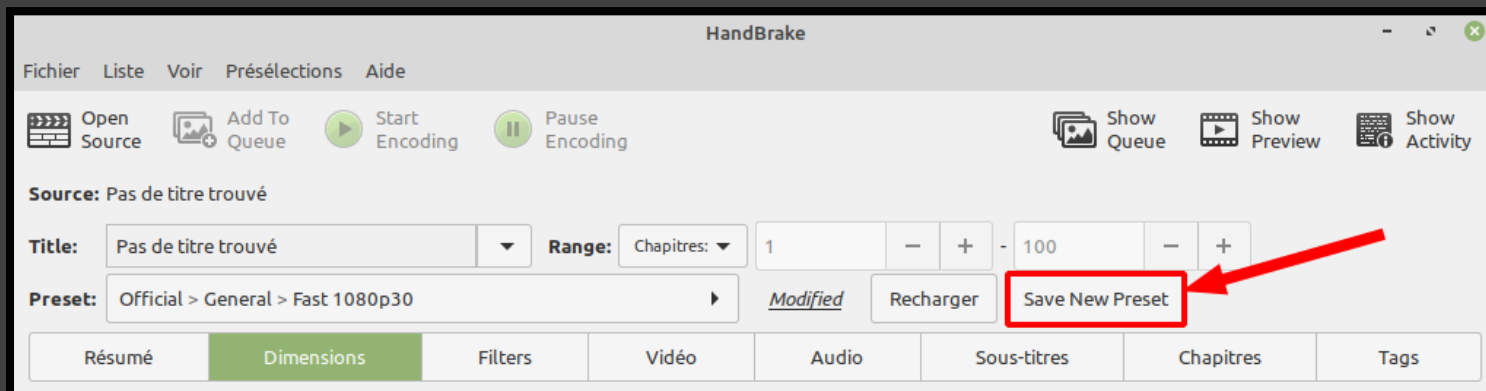 HandBrake
Fichier Liste Voir Présélections Aide
Open Source
Add To Queue
Start Encoding
Pause Encoding
Show Queue
Show Preview
Show Activity
Source: Pas de titre trouvé
Title: Pas de titre trouvé Range: Chapitres: 1 - 100
Preset: Official > General > Fast 1080p30 Modified Recharger Save New Preset
Résumé Dimensions Filters Vidéo Audio Sous-titres Chapitres Tags